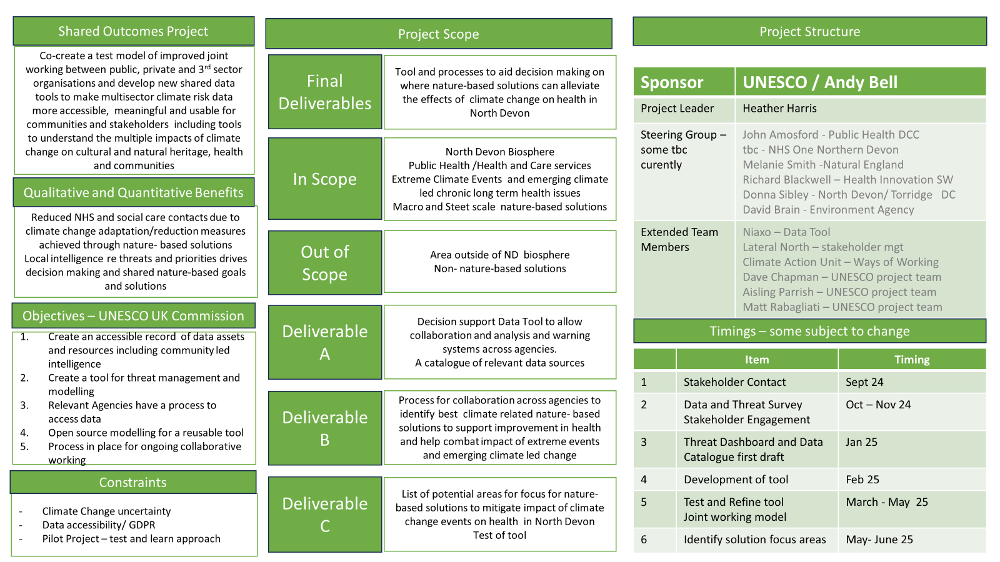 Shared Outcomes Project
Co-create a test model of improved joint
working between public, private and 3rd sector
organisations and develop new shared data
tools to make multisector climate risk data
more accessible, meaningful and usable for
communities and stakeholders including tools
to understand the multiple impacts of climate
change on cultural and natural heritage, health
and communities
Qualitative and Quantitative Benefits
Reduced NHS and social care contacts due to
climate change adaptation/reduction measures
achieved through nature- based solutions
Local intelligence re threats and priorities drives
decision making and shared nature-based goals
and solutions
Objectives – UNESCO UK Commission
1. Create an accessible record of data assets
and resources including community led
intelligence
2. Create a tool for threat management and
modelling
3. Relevant Agencies have a process to
access data
4. Open source modelling for a reusable tool
5. Process in place for ongoing collaborative
working
Constraints
- Climate Change uncertainty
- Data accessibility/ GDPR
- Pilot Project – test and learn approach
Project Scope
Final
Deliverables
Tool and processes to aid decision making on
where nature-based solutions can alleviate
the effects of climate change on health in
North Devon
In Scope
North Devon Biosphere
Public Health /Health and Care services
Extreme Climate Events and emerging climate
led chronic long term health issues
Macro and Steet scale nature-based solutions
Out of
Scope
Area outside of ND biosphere
Non- nature-based solutions
Deliverable
A
Decision support Data Tool to allow
collaboration and analysis and warning
systems across agencies.
A catalogue of relevant data sources
Deliverable
B
Process for collaboration across agencies to
identify best climate related nature- based
solutions to support improvement in health
and help combat impact of extreme events
and emerging climate led change
Deliverable
C
List of potential areas for focus for nature-
based solutions to mitigate impact of climate
change events on health in North Devon
Test of tool
Project Structure
Sponsor UNESCO / Andy Bell
Project Leader Heather Harris
Steering Group –
some tbc
curently
John Amosford - Public Health DCC
tbc - NHS One Northern Devon
Melanie Smith -Natural England
Richard Blackwell – Health Innovation SW
Donna Sibley - North Devon/ Torridge DC
David Brain - Environment Agency
Extended Team
Members
Niaxo – Data Tool
Lateral North – stakeholder mgt
Climate Action Unit – Ways of Working
Dave Chapman – UNESCO project team
Aisling Parrish – UNESCO project team
Matt Rabagliati – UNESCO project team
Timings – some subject to change
Item Timing
1 Stakeholder Contact Sept 24
2 Data and Threat Survey Oct – Nov 24
Stakeholder Engagement
3 Threat Dashboard and Data Jan 25
Catalogue first draft
4 Development of tool Feb 25
5 Test and Refine tool March - May 25
Joint working model
6 Identify solution focus areas May- June 25